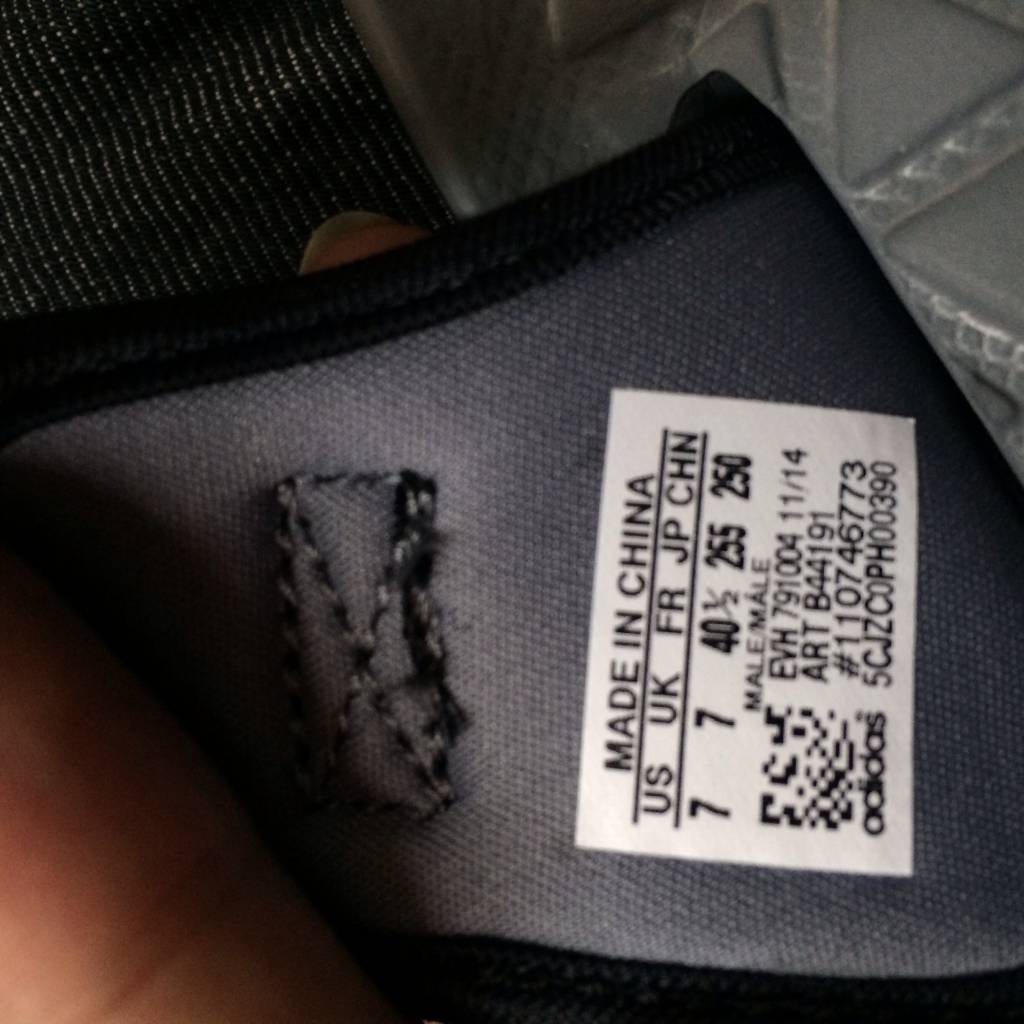 MADE IN CHINA
US UK FR JP CHN
7 7 40½ 255 250
MALE/MÂLE
EVH 791004 11/14
ART B44191
#1107467773
5CJZC0PH00390
adidas